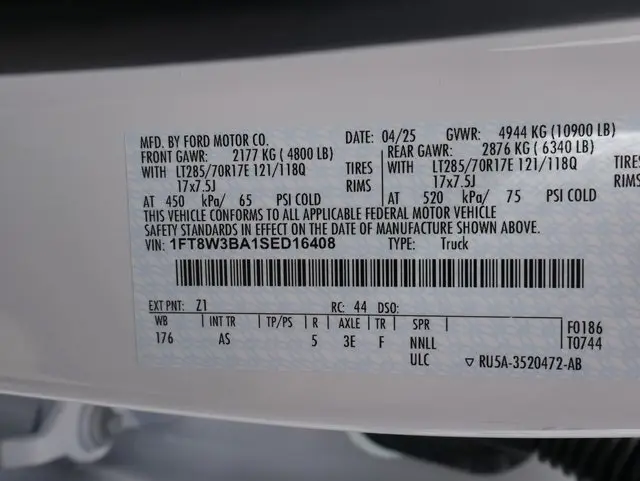 MFD. BY FORD MOTOR CO. DATE: 04/25 GVWR: 4944 KG (10900 LB)
FRONT GAWR: 2177 KG ( 4800 LB) REAR GAWR: 2876 KG ( 6340 LB)
WITH LT285/70R17E 121/118Q TIRES WITH LT285/70R17E 121/118Q TIRES
17x7.5J RIMS 17x7.5J RIMS
AT 450 kPa/ 65 PSI COLD AT 520 kPa/ 75 PSI COLD
THIS VEHICLE CONFORMS TO ALL APPLICABLE FEDERAL MOTOR VEHICLE
SAFETY STANDARDS IN EFFECT ON THE DATE OF MANUFACTURE SHOWN ABOVE.
VIN: 1FT8W3BA1SED16408 TYPE: Truck
EXT PNT: Z1 RC: 44 DSO:
WB INT TR TP/PS R AXLE TR SPR F0186
176 AS 5 3E F NNLL T0744
ULC ▽ RU5A-3520472-AB